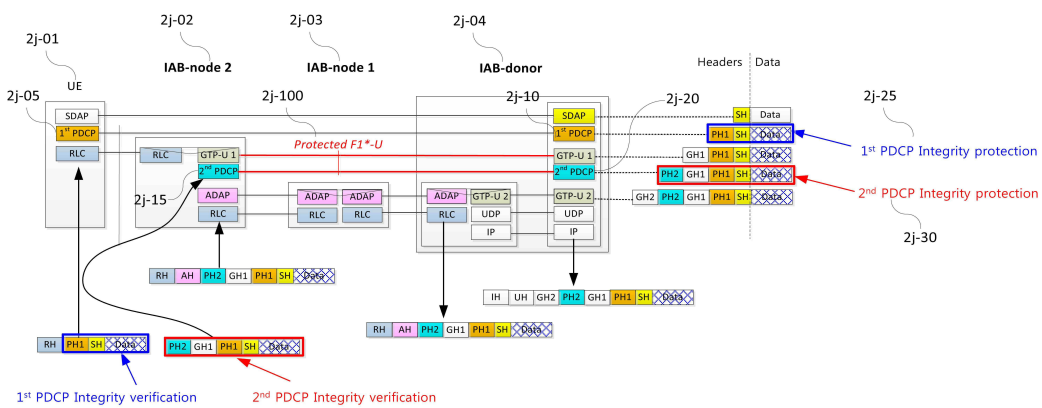 2j-02
2j-03
2j-04
2j-01
IAB-node 2
IAB-node 1
IAB-donor
Headers
Data
UE
2j-05
2j-100
2j-10
2j-20
2j-25
SDAP
SDAP
SH
Data
1st PDCP
1st PDCP
PH1
SH
Data
Protected F1*-U
RLC
RLC
GTP-U 1
GTP-U 1
GH1
PH1
SH
Data
1st PDCP Integrity protection
2nd PDCP
2nd PDCP
PH2
GH1
PH1
SH
Data
2nd PDCP Integrity protection
2j-15
ADAP
ADAP
ADAP
ADAP
GTP-U 2
GTP-U 2
GH2
PH2
GH1
PH1
SH
Data
RLC
RLC
RLC
RLC
UDP
UDP
IP
IP
2j-30
RH
AH
PH2
GH1
PH1
SH
Data
IH
UH
GH2
PH2
GH1
PH1
SH
Data
RH
AH
PH2
GH1
PH1
SH
Data
RH
PH1
SH
Data
PH2
GH1
PH1
SH
Data
1st PDCP Integrity verification
2nd PDCP Integrity verification